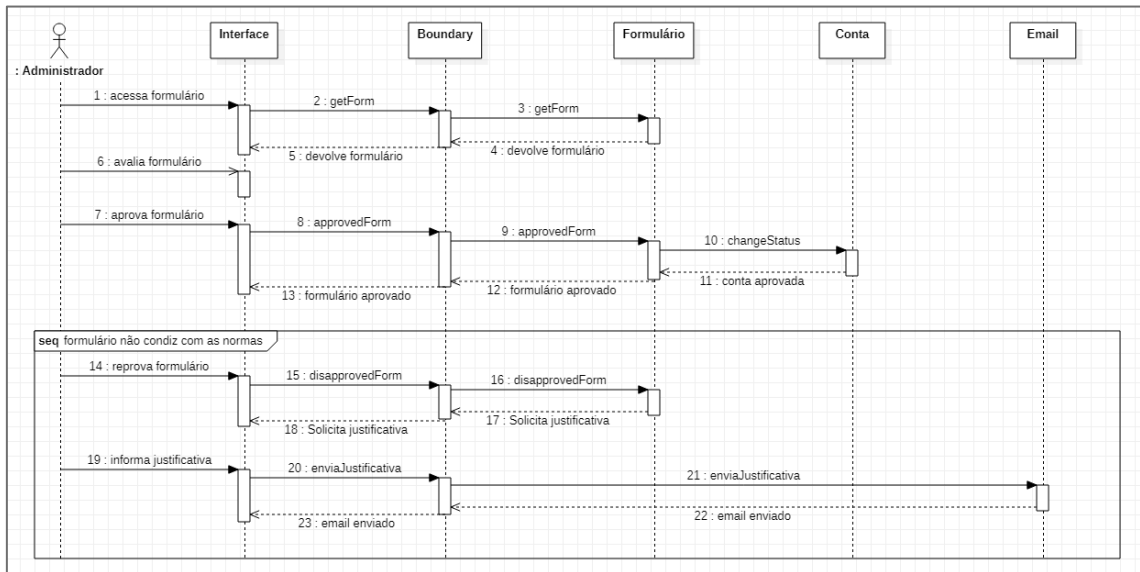 Interface
Boundary
Formulário
Conta
Email
: Administrador
1 : acessa formulário
2 : getForm
3 : getForm
4 : devolve formulário
5 : devolve formulário
6 : avalia formulário
7 : aprova formulário
8 : approvedForm
9 : approvedForm
10 : changeStatus
11 : conta aprovada
12 : formulário aprovado
13 : formulário aprovado
seq formulário não condiz com as normas
14 : reprova formulário
15 : disapprovedForm
16 : disapprovedForm
17 : Solicita justificativa
18 : Solicita justificativa
19 : informa justificativa
20 : enviaJustificativa
21 : enviaJustificativa
22 : email enviado
23 : email enviado